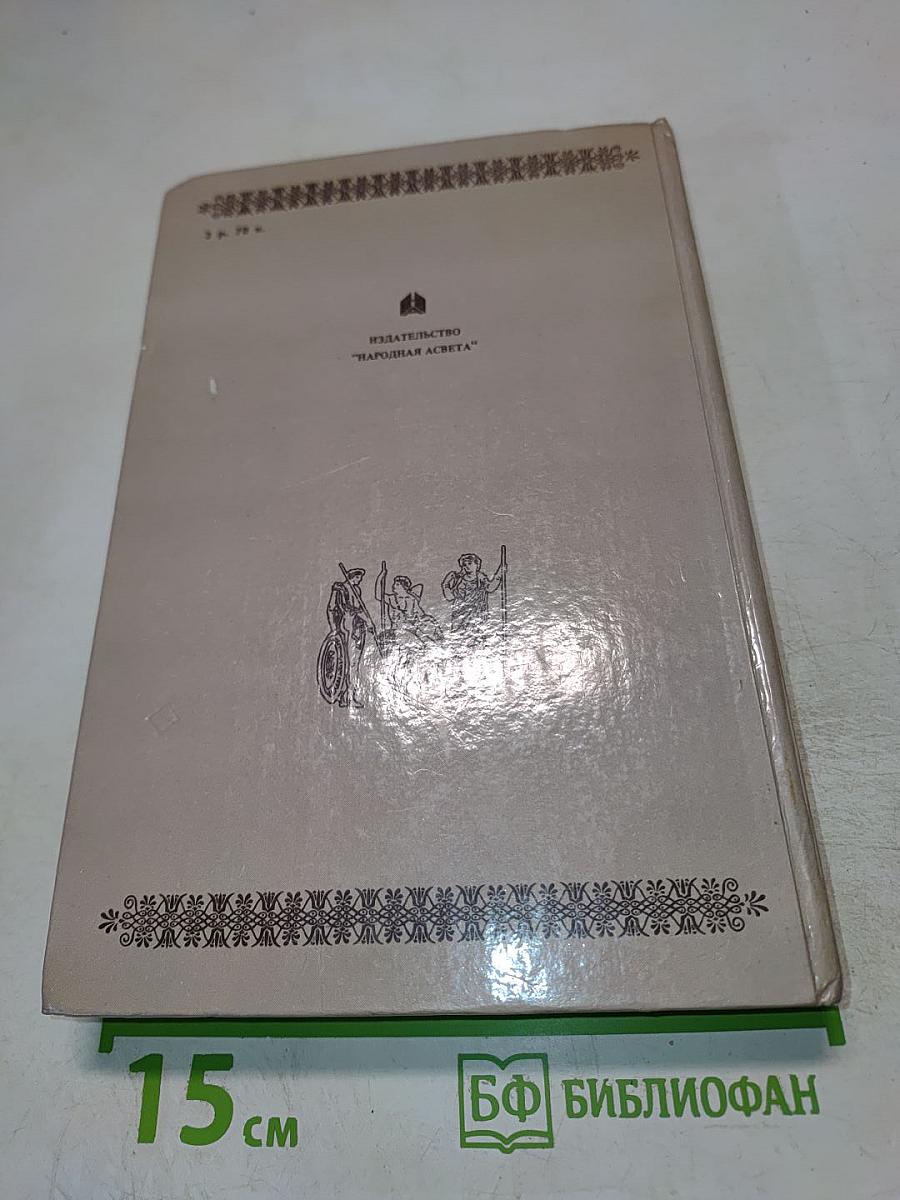 3 р. 70 к.
ИЗДАТЕЛЬСТВО
"НАРОДНАЯ АСВЕТА"
15 см
БФ БИБЛИОФАН